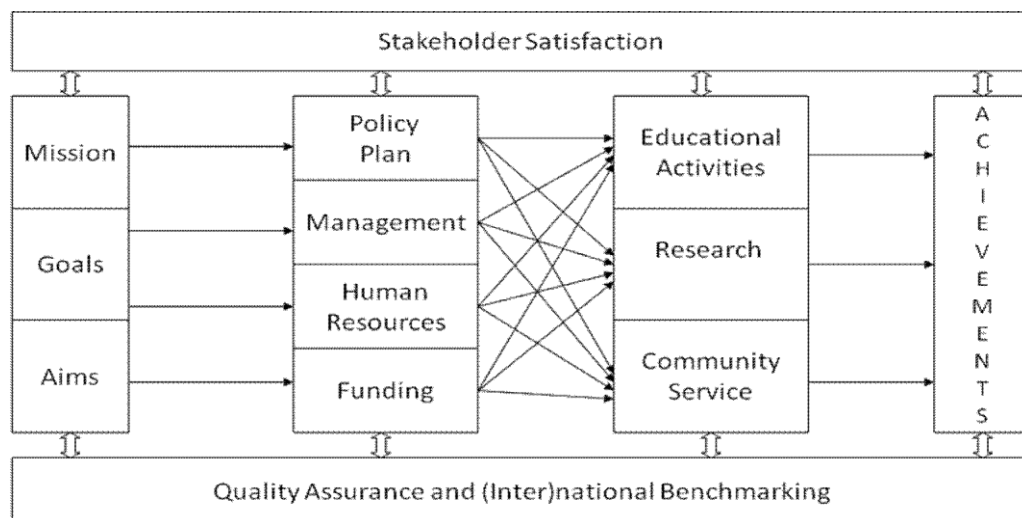 Stakeholder Satisfaction
Mission
Goals
Aims
Policy
Plan
Management
Human
Resources
Funding
Educational
Activities
Research
Community
Service
A
C
H
I
E
V
E
M
E
N
T
S
Quality Assurance and (Inter)national Benchmarking